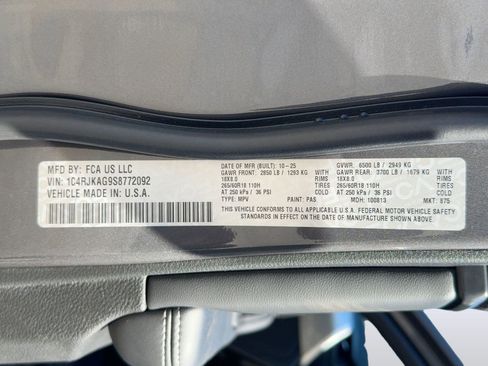 MFD BY: FCA US LLC
VIN: 1C4RJKAG9S8772092
VEHICLE MADE IN: U.S.A.
DATE OF MFR (BUILT): 10-25
GAWR FRONT: 2850 LB / 1293 KG WITH
18X8.0 RIMS
265/60R18 110H TIRES
AT 250 kPa / 36 PSI COLD
TYPE: MPV PAINT: PAS
GVWR: 6500 LB / 2949 KG
GAWR REAR: 3700 LB / 1679 KG WITH
18X8.0 RIMS
265/60R18 110H TIRES
AT 250 kPa / 36 PSI COLD
MDH: 100813 MKT: 875
THIS VEHICLE CONFORMS TO ALL APPLICABLE U.S.A. FEDERAL MOTOR VEHICLE SAFETY
STANDARDS IN EFFECT ON THE DATE OF MANUFACTURE SHOWN ABOVE.